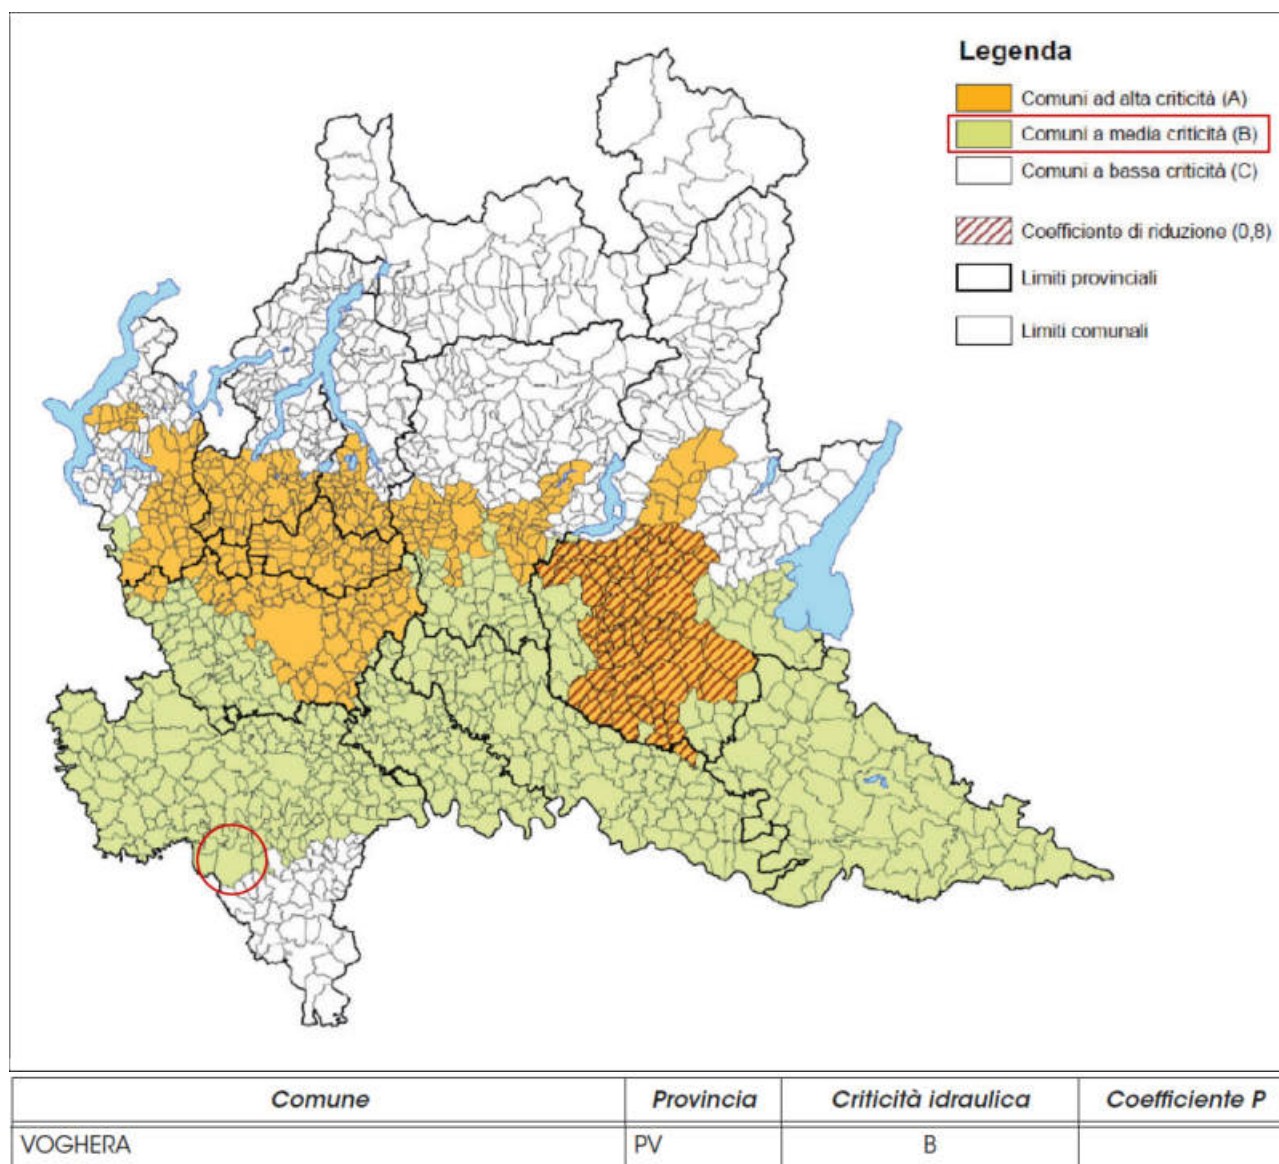 Legenda
Comuni ad alta criticità (A)
Comuni a media criticità (B)
Comuni a bassa criticità (C)
Coefficiente di riduzione (0,8)
Limiti provinciali
Limiti comunali
Comune Provincia Criticità idraulica Coefficiente P
VOGHERA PV B